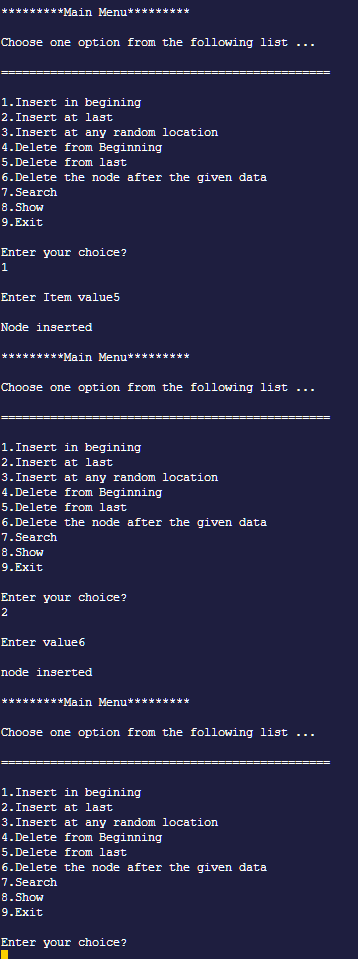 *********Main Menu*********
Choose one option from the following list ...
===============================================
1.Insert in begining
2.Insert at last
3.Insert at any random location
4.Delete from Beginning
5.Delete from last
6.Delete the node after the given data
7.Search
8.Show
9.Exit
Enter your choice?
1
Enter Item value5
Node inserted
*********Main Menu*********
Choose one option from the following list ...
===============================================
1.Insert in begining
2.Insert at last
3.Insert at any random location
4.Delete from Beginning
5.Delete from last
6.Delete the node after the given data
7.Search
8.Show
9.Exit
Enter your choice?
2
Enter value6
node inserted
*********Main Menu*********
Choose one option from the following list ...
===============================================
1.Insert in begining
2.Insert at last
3.Insert at any random location
4.Delete from Beginning
5.Delete from last
6.Delete the node after the given data
7.Search
8.Show
9.Exit
Enter your choice?